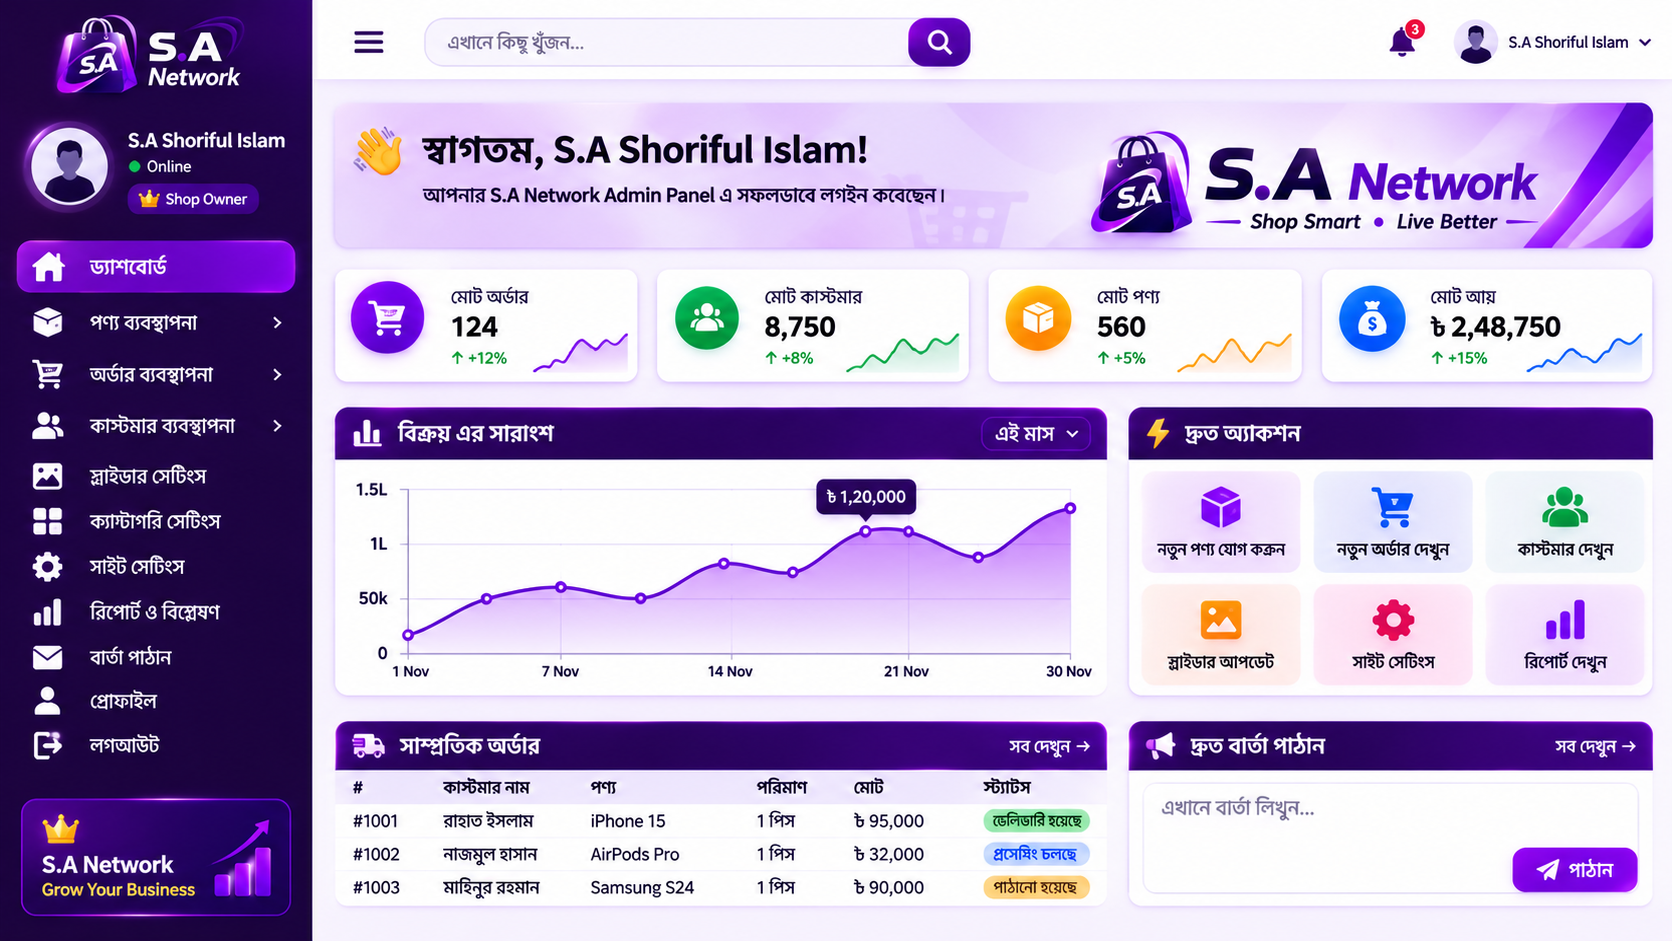 S.A
S.A
Network
এখানে কিছু খুঁজন...
3
S.A Shoriful Islam
S.A Shoriful Islam
Online
Shop Owner
ড্যাশবোর্ড
পণ্য ব্যবস্থাপনা
অর্ডার ব্যবস্থাপনা
কাস্টমার ব্যবস্থাপনা
স্লাইডার সেটিংস
ক্যাটাগরি সেটিংস
সাইট সেটিংস
রিপোর্ট ও বিশ্লেষণ
বার্তা পাঠান
প্রোফাইল
লগআউট
S.A Network
Grow Your Business
স্বাগতম, S.A Shoriful Islam!
আপনার S.A Network Admin Panel এ সফলভাবে লগইন করেছেন।
S.A
S.A Network
Shop Smart • Live Better
মোট অর্ডার
124
↑ +12%
মোট কাস্টমার
8,750
↑ +8%
মোট পণ্য
560
↑ +5%
$
মোট আয়
৳ 2,48,750
↑ +15%
বিক্রয় এর সারাংশ
এই মাস
1.5L
1L
50k
0
৳ 1,20,000
1 Nov
7 Nov
14 Nov
21 Nov
30 Nov
দ্রুত অ্যাকশন
নতুন পণ্য যোগ করুন
নতুন অর্ডার দেখুন
কাস্টমার দেখুন
স্লাইডার আপডেট
সাইট সেটিংস
রিপোর্ট দেখুন
সাম্প্রতিক অর্ডার
সব দেখুন →
# কাস্টমার নাম পণ্য পরিমাণ মোট স্ট্যাটস
#1001 রাহাত ইসলাম iPhone 15 1 পিস ৳ 95,000 ডেলিভারি হয়েছে
#1002 নাজমুল হাসান AirPods Pro 1 পিস ৳ 32,000 প্রসেসিং চলছে
#1003 মাহিনুর রহমান Samsung S24 1 পিস ৳ 90,000 পাঠানো হয়েছে
দ্রুত বার্তা পাঠান
সব দেখুন →
এখানে বার্তা লিখুন...
পাঠান